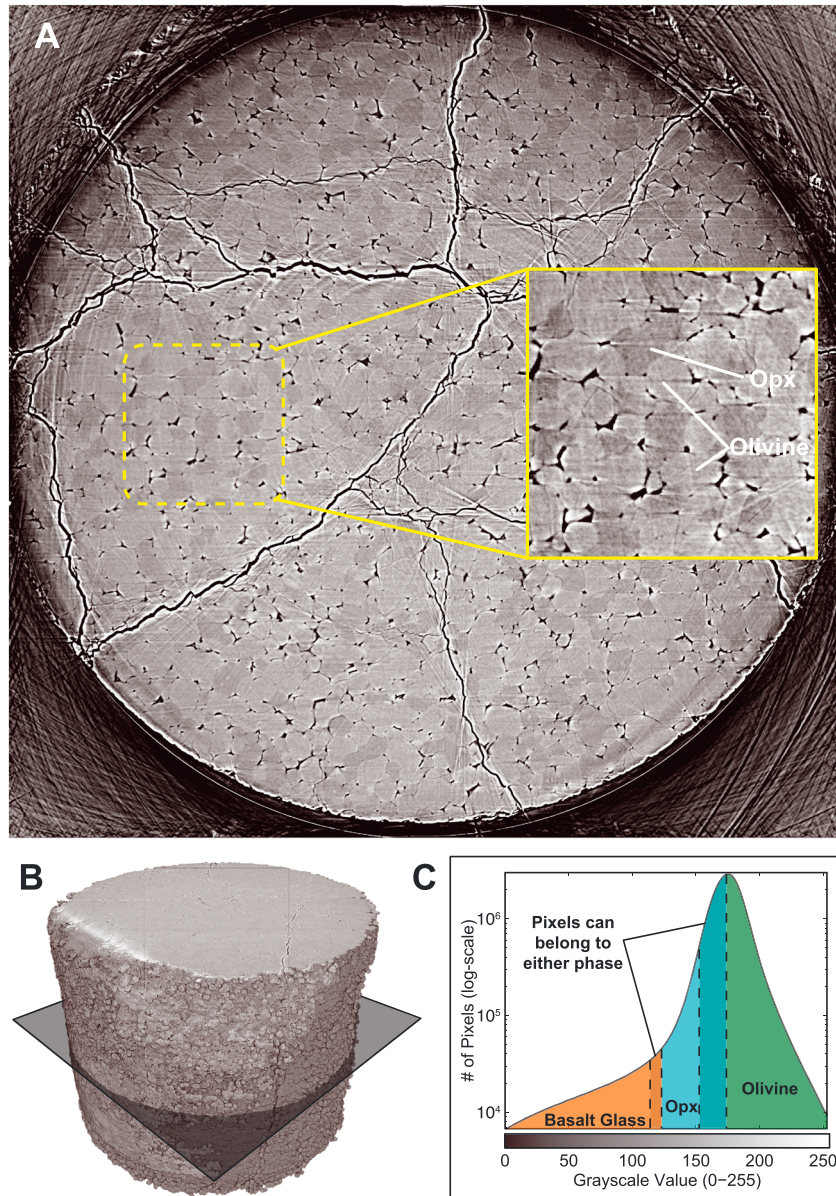 A
Opx
Olivine
B
C
Pixels can
belong to
either phase
# of Pixels (log-scale)
10⁶
10⁵
10⁴
Basalt Glass
Opx
Olivine
0
50
100
150
200
250
Grayscale Value (0−255)